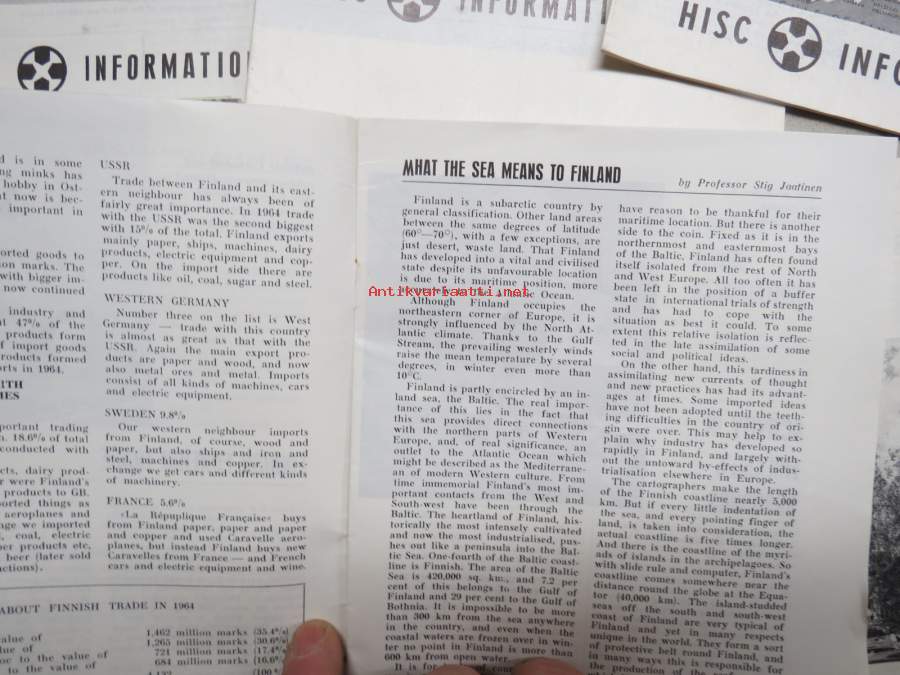 INFORMATIO
INFORMATI
HISC
INFO
d is in some
ng minks has
hobby in Ost-
t now is bec-
important in
orted goods to
on marks. The
with bigger im-
now continued
industry and
t 47% of the
products form
f import goods
roducts formed
rts in 1964.
ITH
MES
portant trading
n. 18.6% of total
conducted with
cts, dairy prod-
r were Finland's
products to GB.
ported things as
aeroplanes and
nge we imported
, coal, electric
er products etc.
beer (later sold
ctions).
USSR
Trade between Finland and its east-
ern neighbour has always been of
fairly great importance. In 1964 trade
with the USSR was the second biggest
with 15% of the total. Finland exports
mainly paper, ships, machines, dairy
products, electric equipment and cop-
per. On the import side there are
products like oil, coal, sugar and steel.
WESTERN GERMANY
Number three on the list is West
Germany — trade with this country
is almost as great as that with the
USSR. Again the main export pro-
ducts are paper and wood, and now
also metal ores and metal. Imports
consist of all kinds of machines, cars
and electric equipment.
SWEDEN 9.8%
Our western neighbour imports
from Finland, of course, wood and
paper, but also ships and iron and
steel, machines and copper. In ex-
change we get cars and different kinds
of machinery.
FRANCE 5.6%
«La République Française» buys
from Finland paper, paper and paper
and copper and used Caravelle aero-
planes, but instead Finland buys new
Caravelles from France — and French
cars and electric equipment and wine.
ABOUT FINNISH TRADE IN 1964
value of 1,462 million marks (35.4%)
value of 1,265 million marks (30.6%)
721 million marks (17.4%)
to the value of 684 million marks (16.6%)
to the value of
WHAT THE SEA MEANS TO FINLAND
by Professor Stig Jaatinen
Finland is a subarctic country by
general classification. Other land areas
between the same degrees of latitude
(60°—70°), with a few exceptions, are
just desert, waste land. That Finland
has developed into a vital and civilised
state despite its unfavourable location
is due to its maritime position, more
Ocean.
Antikvariaatti.net
Although Finland occupies the
northeastern corner of Europe, it is
strongly influenced by the North At-
lantic climate. Thanks to the Gulf
Stream, the prevailing westerly winds
raise the mean temperature by several
degrees, in winter even more than
10°C.
Finland is partly encircled by an in-
land sea, the Baltic. The real impor-
tance of this lies in the fact that
this sea provides direct connections
with the northern parts of Western
Europe, and, of real significance, an
outlet to the Atlantic Ocean which
might be described as the Mediterrane-
an of modern Western culture. From
time immemorial Finland's most im-
portant contacts from the West and
South-west have been through the
Baltic. The heartland of Finland, his-
torically the most intensely cultivated
and now the most industrialised, pus-
hes out like a peninsula into the Bal-
tic Sea. One-fourth of the Baltic coast-
line is Finnish. The area of the Baltic
Sea is 420,000 sq. km., and 7.2 per
cent of this belongs to the Gulf of
Finland and 29 per cent to the Gulf of
Bothnia. It is impossible to be more
than 300 km from the sea anywhere
in the country, and even when the
coastal waters are frozen over in win-
ter no point in Finland is more than
600 km from open water.
It is for
have reason to be thankful for their
maritime location. But there is another
side to the coin. Fixed as it is in the
northernmost and easternmost bays
of the Baltic, Finland has often found
itself isolated from the rest of North
and West Europe. All too often it has
been left in the position of a buffer
state in international trials of strength
and has had to cope with the
situation as best it could. To some
extent this relative isolation is reflec-
ted in the late assimilation of some
social and political ideas.
On the other hand, this tardiness in
assimilating new currents of thought
and new practices has had its advant-
ages at times. Some imported ideas
have not been adopted until the teeth-
ing difficulties in the country of ori-
gin were over. This may help to ex-
plain why industry has developed so
rapidly in Finland, and largely with-
out the untoward by-effects of indus-
trialisation elsewhere in Europe.
The cartographers make the length
of the Finnish coastline nearly 5,000
km. But if every little indentation of
the sea, and every pointing finger of
land, is taken into consideration, the
actual coastline is five times longer.
And there is the coastline of the myri-
ads of islands in the archipelagoes. So
with slide rule and computer, Finland's
coastline comes somewhere near the
distance round the globe at the Equa-
tor (40,000 km). The island-studded
seas off the south and south-west
coast of Finland are very typical of
Finland and yet in many respects
unique in the world. They form a sort
of protective belt round Finland, and
in many ways this is responsible for
the production of the